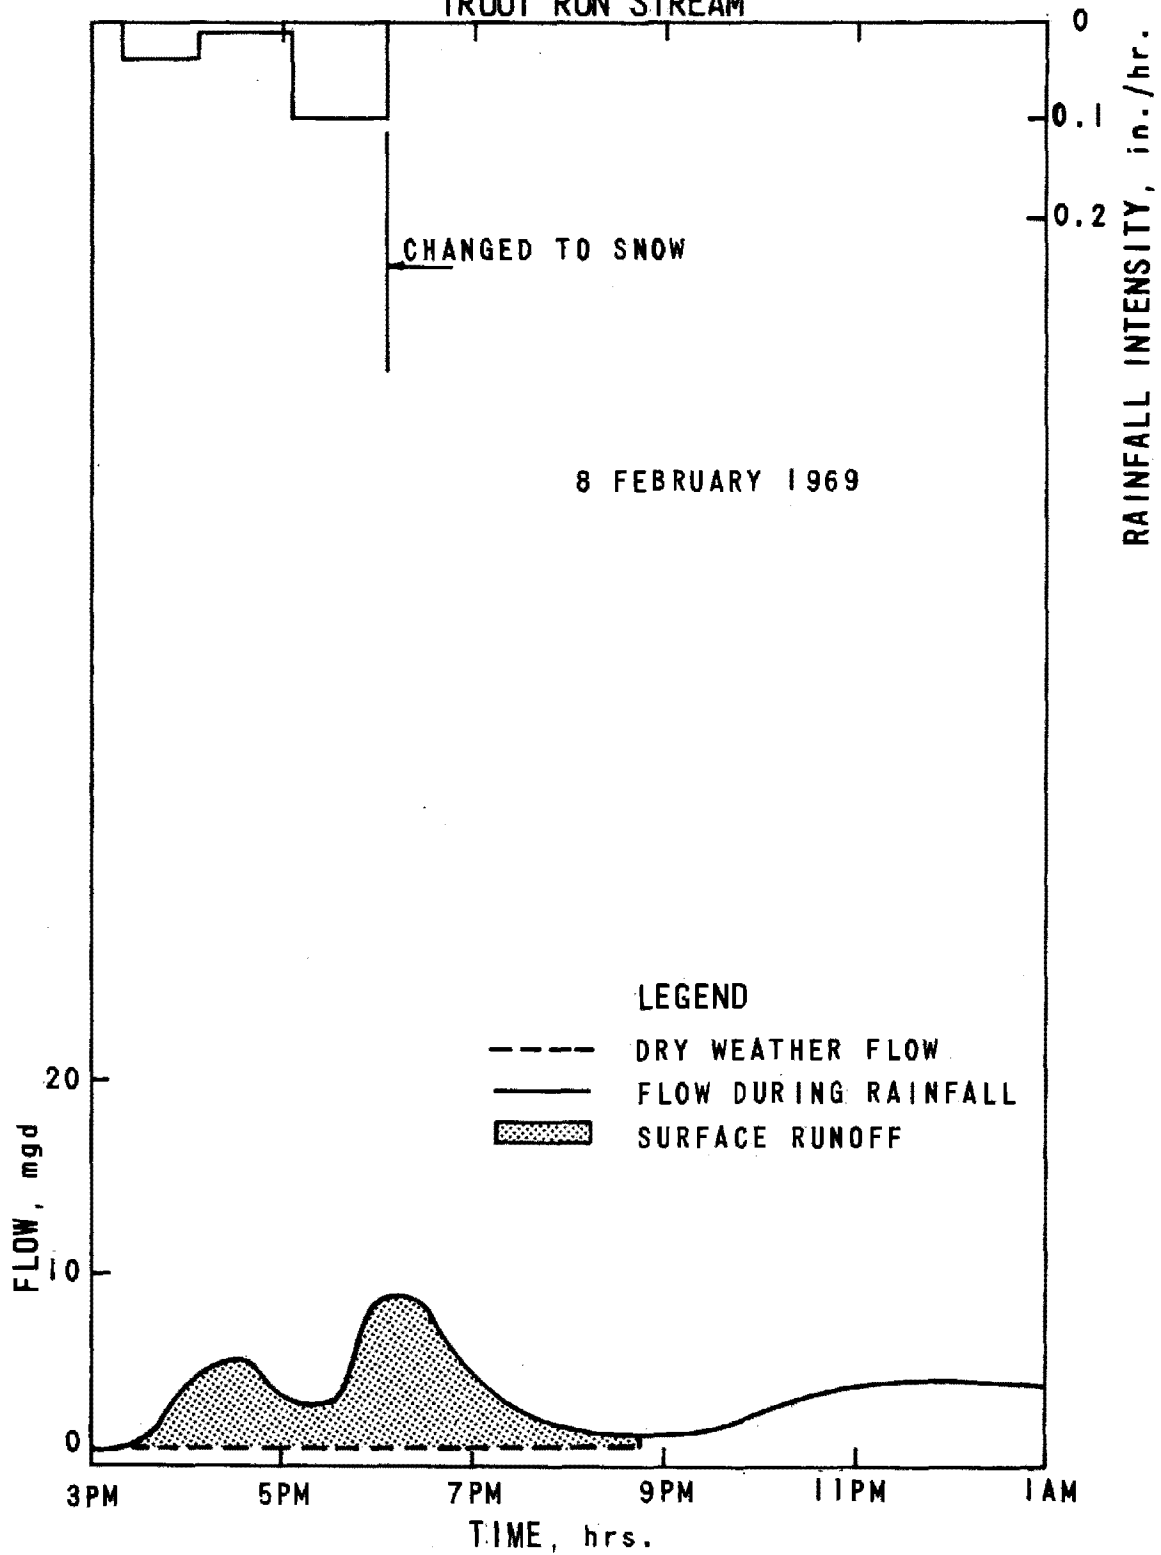 TROUT RUN STREAM
0
0.1
0.2
RAINFALL INTENSITY, in./hr.
CHANGED TO SNOW
8 FEBRUARY 1969
LEGEND
DRY WEATHER FLOW
FLOW DURING RAINFALL
SURFACE RUNOFF
20
10
0
FLOW, mgd
3PM 5PM 7PM 9PM 11PM 1AM
TIME, hrs.